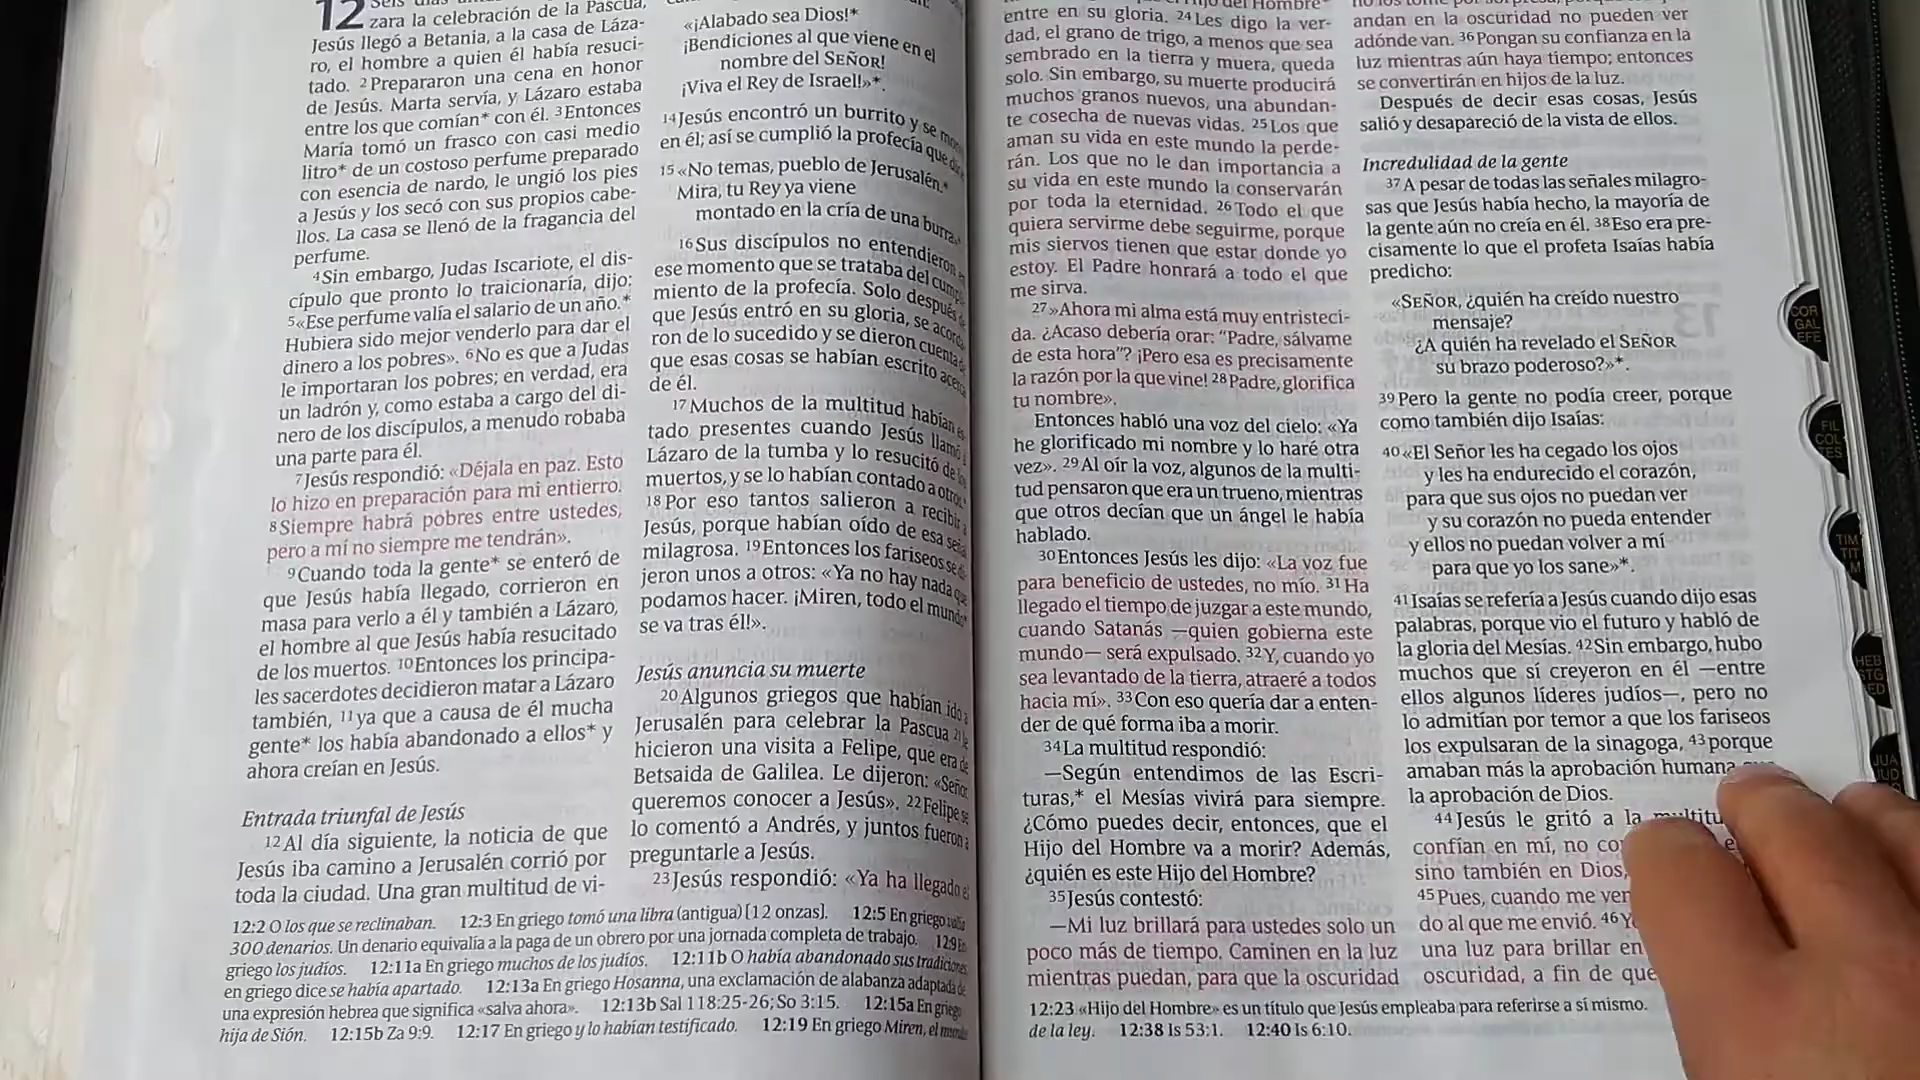 12 Seis días
zara la celebración de la Pascua,
Jesús llegó a Betania, a la casa de Láza-
ro, el hombre a quien él había resuci-
tado. 2 Prepararon una cena en honor
de Jesús. Marta servía, y Lázaro estaba
entre los que comían* con él. 3 Entonces
María tomó un frasco con casi medio
litro* de un costoso perfume preparado
con esencia de nardo, le ungió los pies
a Jesús y los secó con sus propios cabe-
llos. La casa se llenó de la fragancia del
perfume.
4 Sin embargo, Judas Iscariote, el dis-
cípulo que pronto lo traicionaría, dijo:
5 «Ese perfume valía el salario de un año.*
Hubiera sido mejor venderlo para dar el
dinero a los pobres». 6 No es que a Judas
le importaran los pobres; en verdad, era
un ladrón y, como estaba a cargo del di-
nero de los discípulos, a menudo robaba
una parte para él.
7 Jesús respondió: «Déjala en paz. Esto
lo hizo en preparación para mi entierro.
8 Siempre habrá pobres entre ustedes,
pero a mí no siempre me tendrán».
9 Cuando toda la gente* se enteró de
que Jesús había llegado, corrieron en
masa para verlo a él y también a Lázaro,
el hombre al que Jesús había resucitado
de los muertos. 10 Entonces los principa-
les sacerdotes decidieron matar a Lázaro
también, 11 ya que a causa de él mucha
gente* los había abandonado a ellos* y
ahora creían en Jesús.
Entrada triunfal de Jesús
12 Al día siguiente, la noticia de que
Jesús iba camino a Jerusalén corrió por
toda la ciudad. Una gran multitud de vi-
«¡Alabado sea Dios!*
¡Bendiciones al que viene en el
nombre del SEÑOR!
¡Viva el Rey de Israel!»*.
14 Jesús encontró un burrito y se
en él; así se cumplió la profecía que
15 «No temas, pueblo de Jerusalén.*
Mira, tu Rey ya viene
montado en la cría de una burra
16 Sus discípulos no entendieron
ese momento que se trataba del
miento de la profecía. Solo después
que Jesús entró en su gloria, se
ron de lo sucedido y se dieron cuenta
que esas cosas se habían escrito
de él.
17 Muchos de la multitud habían
tado presentes cuando Jesús llamó
Lázaro de la tumba y lo resucitó de
muertos, y se lo habían contado a
18 Por eso tantos salieron a recibir
Jesús, porque habían oído de esa
milagrosa. 19 Entonces los fariseos
jeron unos a otros: «Ya no hay nada
podamos hacer. ¡Miren, todo el mundo*
se va tras él!».
Jesús anuncia su muerte
20 Algunos griegos que habían ido
Jerusalén para celebrar la Pascua 21
hicieron una visita a Felipe, que era de
Betsaida de Galilea. Le dijeron: «Señor,
queremos conocer a Jesús». 22 Felipe
lo comentó a Andrés, y juntos fueron
preguntarle a Jesús.
23 Jesús respondió: «Ya ha llegado
12:2 O los que se reclinaban. 12:3 En griego tomó una libra (antigua) [12 onzas]. 12:5 En griego
300 denarios. Un denario equivalía a la paga de un obrero por una jornada completa de trabajo. 12:9 En
griego los judíos. 12:11a En griego muchos de los judíos. 12:11b O había abandonado sus tradiciones
en griego dice se había apartado. 12:13a En griego Hosanna, una exclamación de alabanza adaptada de
una expresión hebrea que significa «salva ahora». 12:13b Sal 118:25-26; So 3:15. 12:15a En griego
hija de Sión. 12:15b Za 9:9. 12:17 En griego y lo habían testificado. 12:19 En griego Miren, el
del Hombre
entre en su gloria. 24 Les digo la ver-
dad, el grano de trigo, a menos que sea
sembrado en la tierra y muera, queda
solo. Sin embargo, su muerte producirá
muchos granos nuevos, una abundan-
te cosecha de nuevas vidas. 25 Los que
aman su vida en este mundo la perde-
rán. Los que no le dan importancia a
su vida en este mundo la conservarán
por toda la eternidad. 26 Todo el que
quiera servirme debe seguirme, porque
mis siervos tienen que estar donde yo
estoy. El Padre honrará a todo el que
me sirva.
27 »Ahora mi alma está muy entristeci-
da. ¿Acaso debería orar: “Padre, sálvame
de esta hora”? ¡Pero esa es precisamente
la razón por la que vine! 28 Padre, glorifica
tu nombre».
Entonces habló una voz del cielo: «Ya
he glorificado mi nombre y lo haré otra
vez». 29 Al oír la voz, algunos de la multi-
tud pensaron que era un trueno, mientras
que otros decían que un ángel le había
hablado.
30 Entonces Jesús les dijo: «La voz fue
para beneficio de ustedes, no mío. 31 Ha
llegado el tiempo de juzgar a este mundo,
cuando Satanás —quien gobierna este
mundo— será expulsado. 32 Y, cuando yo
sea levantado de la tierra, atraeré a todos
hacia mí». 33 Con eso quería dar a enten-
der de qué forma iba a morir.
34 La multitud respondió:
—Según entendimos de las Escri-
turas,* el Mesías vivirá para siempre.
¿Cómo puedes decir, entonces, que el
Hijo del Hombre va a morir? Además,
¿quién es este Hijo del Hombre?
35 Jesús contestó:
—Mi luz brillará para ustedes solo un
poco más de tiempo. Caminen en la luz
mientras puedan, para que la oscuridad
andan en la oscuridad no pueden ver
adónde van. 36 Pongan su confianza en la
luz mientras aún haya tiempo; entonces
se convertirán en hijos de la luz.
Después de decir esas cosas, Jesús
salió y desapareció de la vista de ellos.
Incredulidad de la gente
37 A pesar de todas las señales milagro-
sas que Jesús había hecho, la mayoría de
la gente aún no creía en él. 38 Eso era pre-
cisamente lo que el profeta Isaías había
predicho:
«SEÑOR, ¿quién ha creído nuestro
mensaje?
¿A quién ha revelado el SEÑOR
su brazo poderoso?»*.
39 Pero la gente no podía creer, porque
como también dijo Isaías:
40 «El Señor les ha cegado los ojos
y les ha endurecido el corazón,
para que sus ojos no puedan ver
y su corazón no pueda entender
y ellos no puedan volver a mí
para que yo los sane»*.
41 Isaías se refería a Jesús cuando dijo esas
palabras, porque vio el futuro y habló de
la gloria del Mesías. 42 Sin embargo, hubo
muchos que sí creyeron en él —entre
ellos algunos líderes judíos—, pero no
lo admitían por temor a que los fariseos
los expulsaran de la sinagoga, 43 porque
amaban más la aprobación humana
la aprobación de Dios.
44 Jesús le gritó a la
confían en mí, no
sino también en Dios,
45 Pues, cuando me
do al que me envió. 46
una luz para brillar en
oscuridad, a fin de que
12:23 «Hijo del Hombre» es un título que Jesús empleaba para referirse a sí mismo.
de la ley. 12:38 Is 53:1. 12:40 Is 6:10.
COR
GAL
EFE
FIL
COL
TES
TIM
TIT
HEB
JUA
JUD